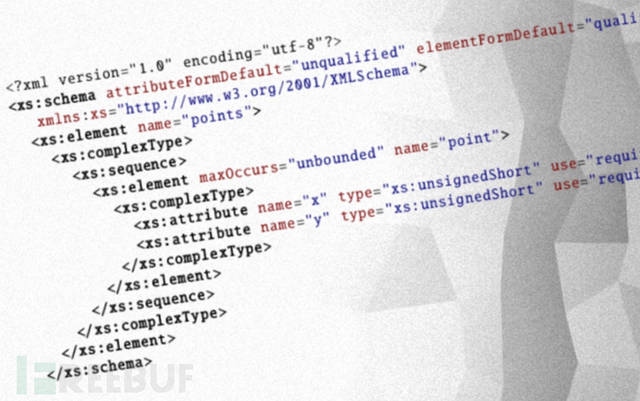 <?xml version="1.0" encoding="utf-8"?>
<xs:schema attributeFormDefault="unqualified" elementFormDefault="quali
xmlns:xs="http://www.w3.org/2001/XMLSchema">
<xs:element name="points">
<xs:complexType>
<xs:sequence>
<xs:element maxOccurs="unbounded" name="point">
<xs:complexType>
<xs:attribute name="x" type="xs:unsignedShort" use="requi
<xs:attribute name="y" type="xs:unsignedShort" use="requi
</xs:complexType>
</xs:element>
</xs:sequence>
</xs:complexType>
</xs:element>
</xs:schema>
FREEBUF